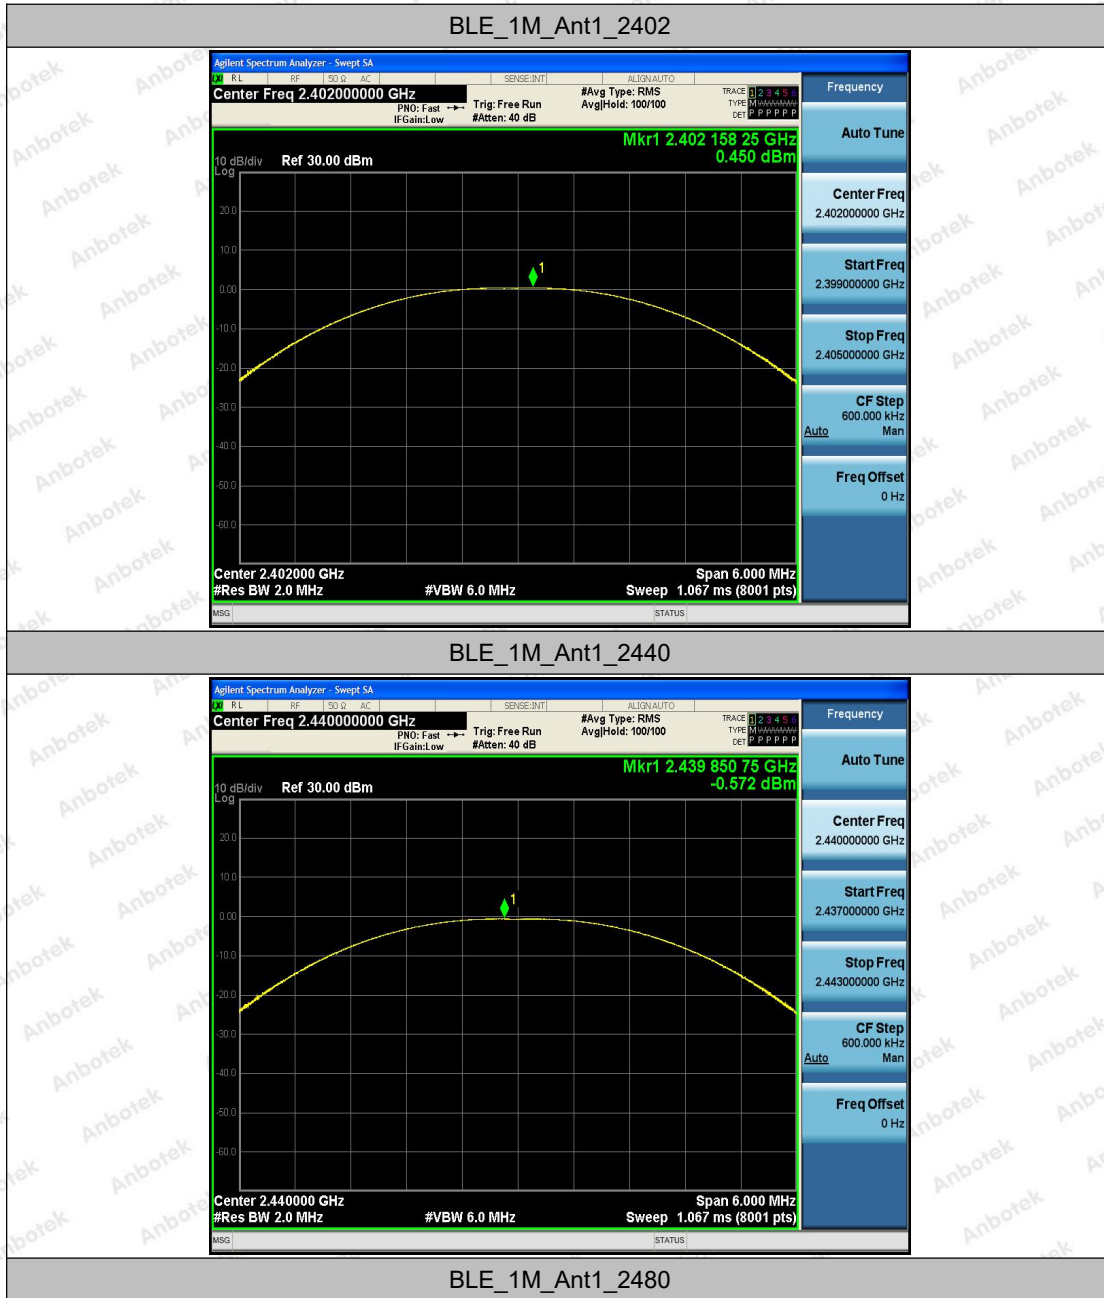 BLE_1M_Ant1_2402
Agilent Spectrum Analyzer - Swept SA
RL RF 50 Ω AC SENSE:INT ALIGN AUTO
Center Freq 2.402000000 GHz
PNO: Fast
IFGain:Low
Trig: Free Run
#Atten: 40 dB
#Avg Type: RMS
Avg|Hold: 100/100
TRACE 1 2 3 4 5 6
TYPE M
DET P P P P P P
Mkr1 2.402 158 25 GHz
0.450 dBm
10 dB/div Ref 30.00 dBm
Log
20.0
10.0
0.00
-10.0
-20.0
-30.0
-40.0
-50.0
-60.0
1
Center 2.402000 GHz
Span 6.000 MHz
#Res BW 2.0 MHz
#VBW 6.0 MHz
Sweep 1.067 ms (8001 pts)
MSG
STATUS
Frequency
Auto Tune
Center Freq
2.402000000 GHz
Start Freq
2.399000000 GHz
Stop Freq
2.405000000 GHz
CF Step
600.000 kHz
Auto Man
Freq Offset
0 Hz
BLE_1M_Ant1_2440
Agilent Spectrum Analyzer - Swept SA
RL RF 50 Ω AC SENSE:INT ALIGN AUTO
Center Freq 2.440000000 GHz
PNO: Fast
IFGain:Low
Trig: Free Run
#Atten: 40 dB
#Avg Type: RMS
Avg|Hold: 100/100
TRACE 1 2 3 4 5 6
TYPE M
DET P P P P P P
Mkr1 2.439 850 75 GHz
-0.572 dBm
10 dB/div Ref 30.00 dBm
Log
20.0
10.0
0.00
-10.0
-20.0
-30.0
-40.0
-50.0
-60.0
1
Center 2.440000 GHz
Span 6.000 MHz
#Res BW 2.0 MHz
#VBW 6.0 MHz
Sweep 1.067 ms (8001 pts)
MSG
STATUS
Frequency
Auto Tune
Center Freq
2.440000000 GHz
Start Freq
2.437000000 GHz
Stop Freq
2.443000000 GHz
CF Step
600.000 kHz
Auto Man
Freq Offset
0 Hz
BLE_1M_Ant1_2480
Anbotek